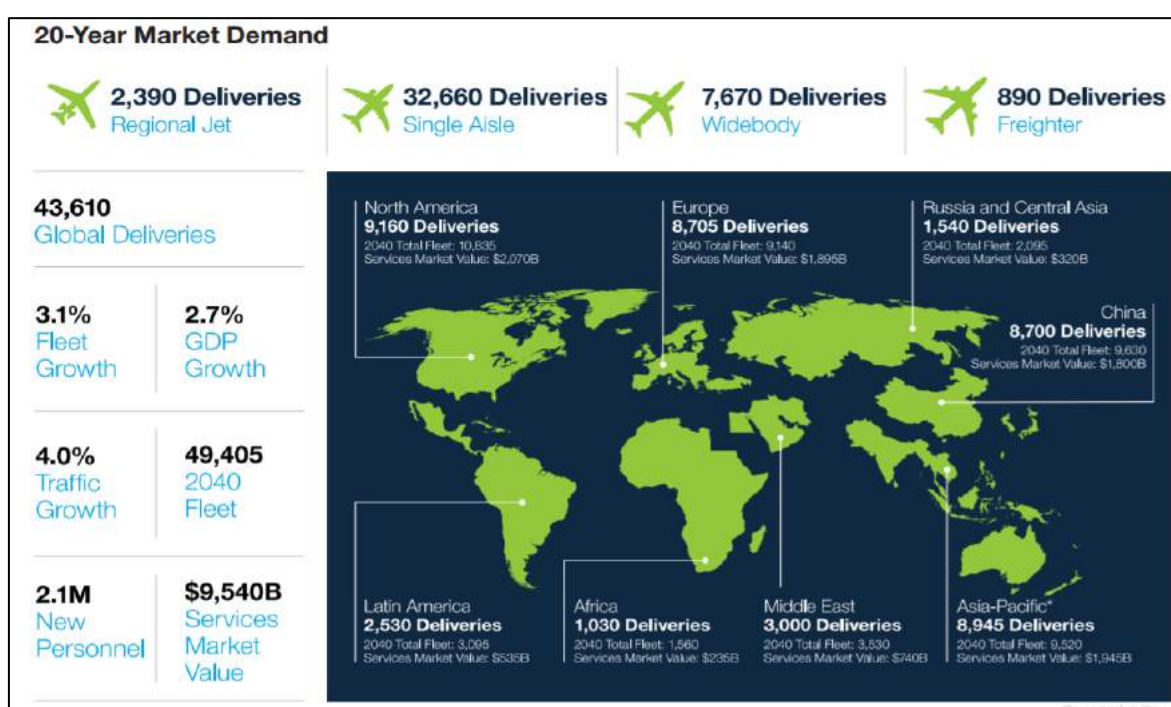 20-Year Market Demand
2,390 Deliveries
Regional Jet
32,660 Deliveries
Single Aisle
7,670 Deliveries
Widebody
890 Deliveries
Freighter
43,610
Global Deliveries
3.1%
Fleet
Growth
2.7%
GDP
Growth
4.0%
Traffic
Growth
49,405
2040
Fleet
2.1M
New
Personnel
$9,540B
Services
Market
Value
North America
9,160 Deliveries
2040 Total Fleet: 10,835
Services Market Value: $2,070B
Europe
8,705 Deliveries
2040 Total Fleet: 9,140
Services Market Value: $1,895B
Russia and Central Asia
1,540 Deliveries
2040 Total Fleet: 2,095
Services Market Value: $320B
China
8,700 Deliveries
2040 Total Fleet: 9,630
Services Market Value: $1,800B
Latin America
2,530 Deliveries
2040 Total Fleet: 3,095
Services Market Value: $535B
Africa
1,030 Deliveries
2040 Total Fleet: 1,560
Services Market Value: $235B
Middle East
3,000 Deliveries
2040 Total Fleet: 3,530
Services Market Value: $740B
Asia-Pacific*
8,945 Deliveries
2040 Total Fleet: 9,520
Services Market Value: $1,945B